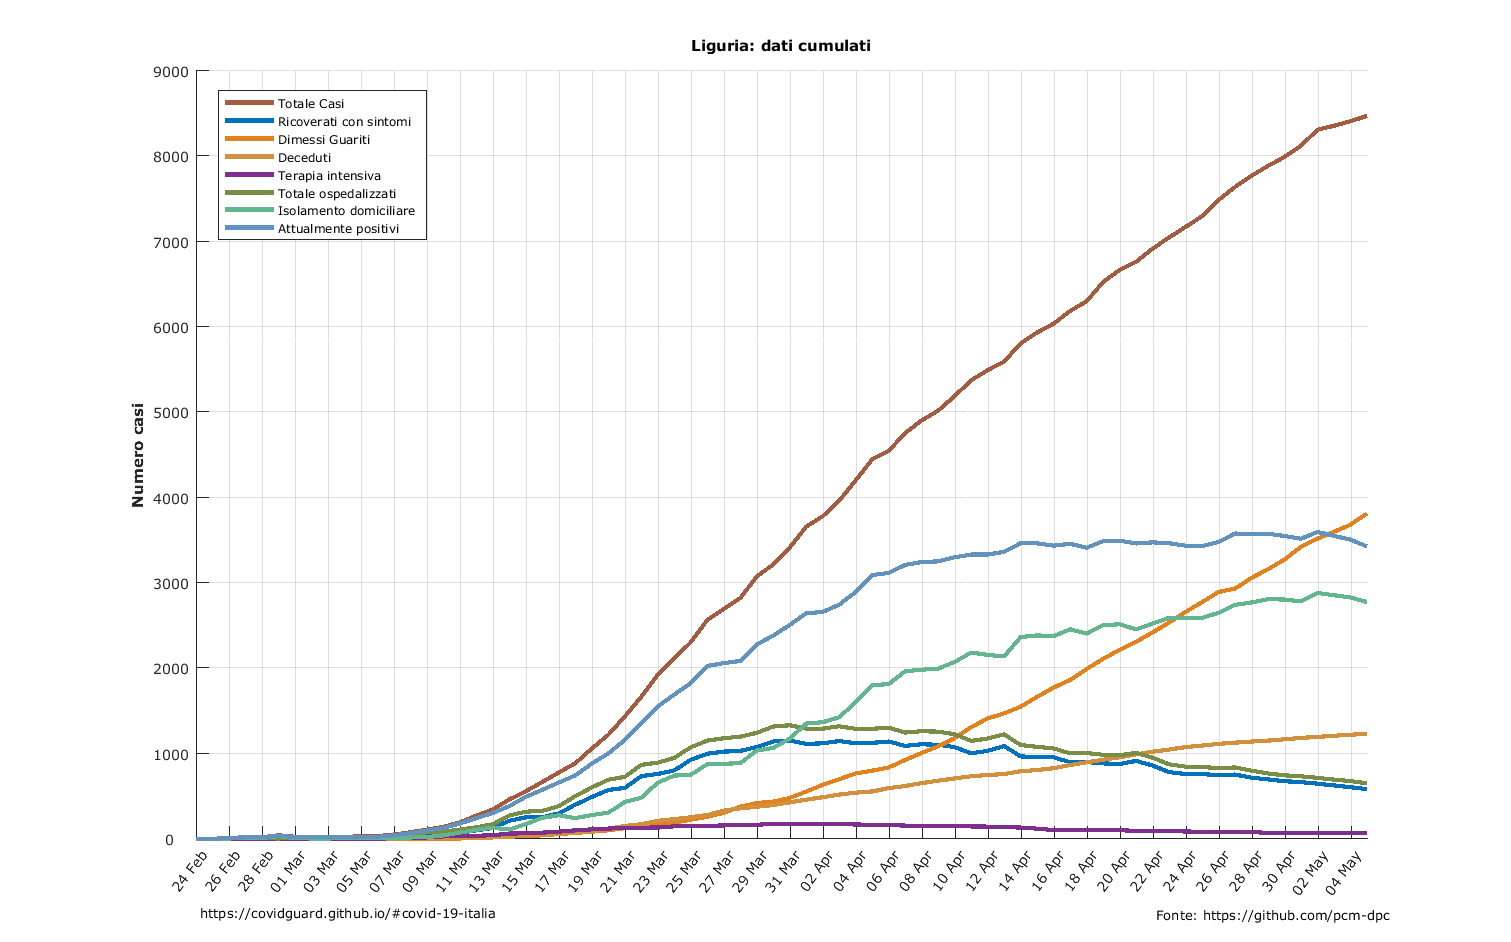 Liguria: dati cumulati
9000
8000
7000
6000
5000
4000
3000
2000
1000
0
Numero casi
Totale Casi
Ricoverati con sintomi
Dimessi Guariti
Deceduti
Terapia intensiva
Totale ospedalizzati
Isolamento domiciliare
Attualmente positivi
24 Feb
26 Feb
28 Feb
01 Mar
03 Mar
05 Mar
07 Mar
09 Mar
11 Mar
13 Mar
15 Mar
17 Mar
19 Mar
21 Mar
23 Mar
25 Mar
27 Mar
29 Mar
31 Mar
02 Apr
04 Apr
06 Apr
08 Apr
10 Apr
12 Apr
14 Apr
16 Apr
18 Apr
20 Apr
22 Apr
24 Apr
26 Apr
28 Apr
30 Apr
02 May
04 May
https://covidguard.github.io/#covid-19-italia
Fonte: https://github.com/pcm-dpc